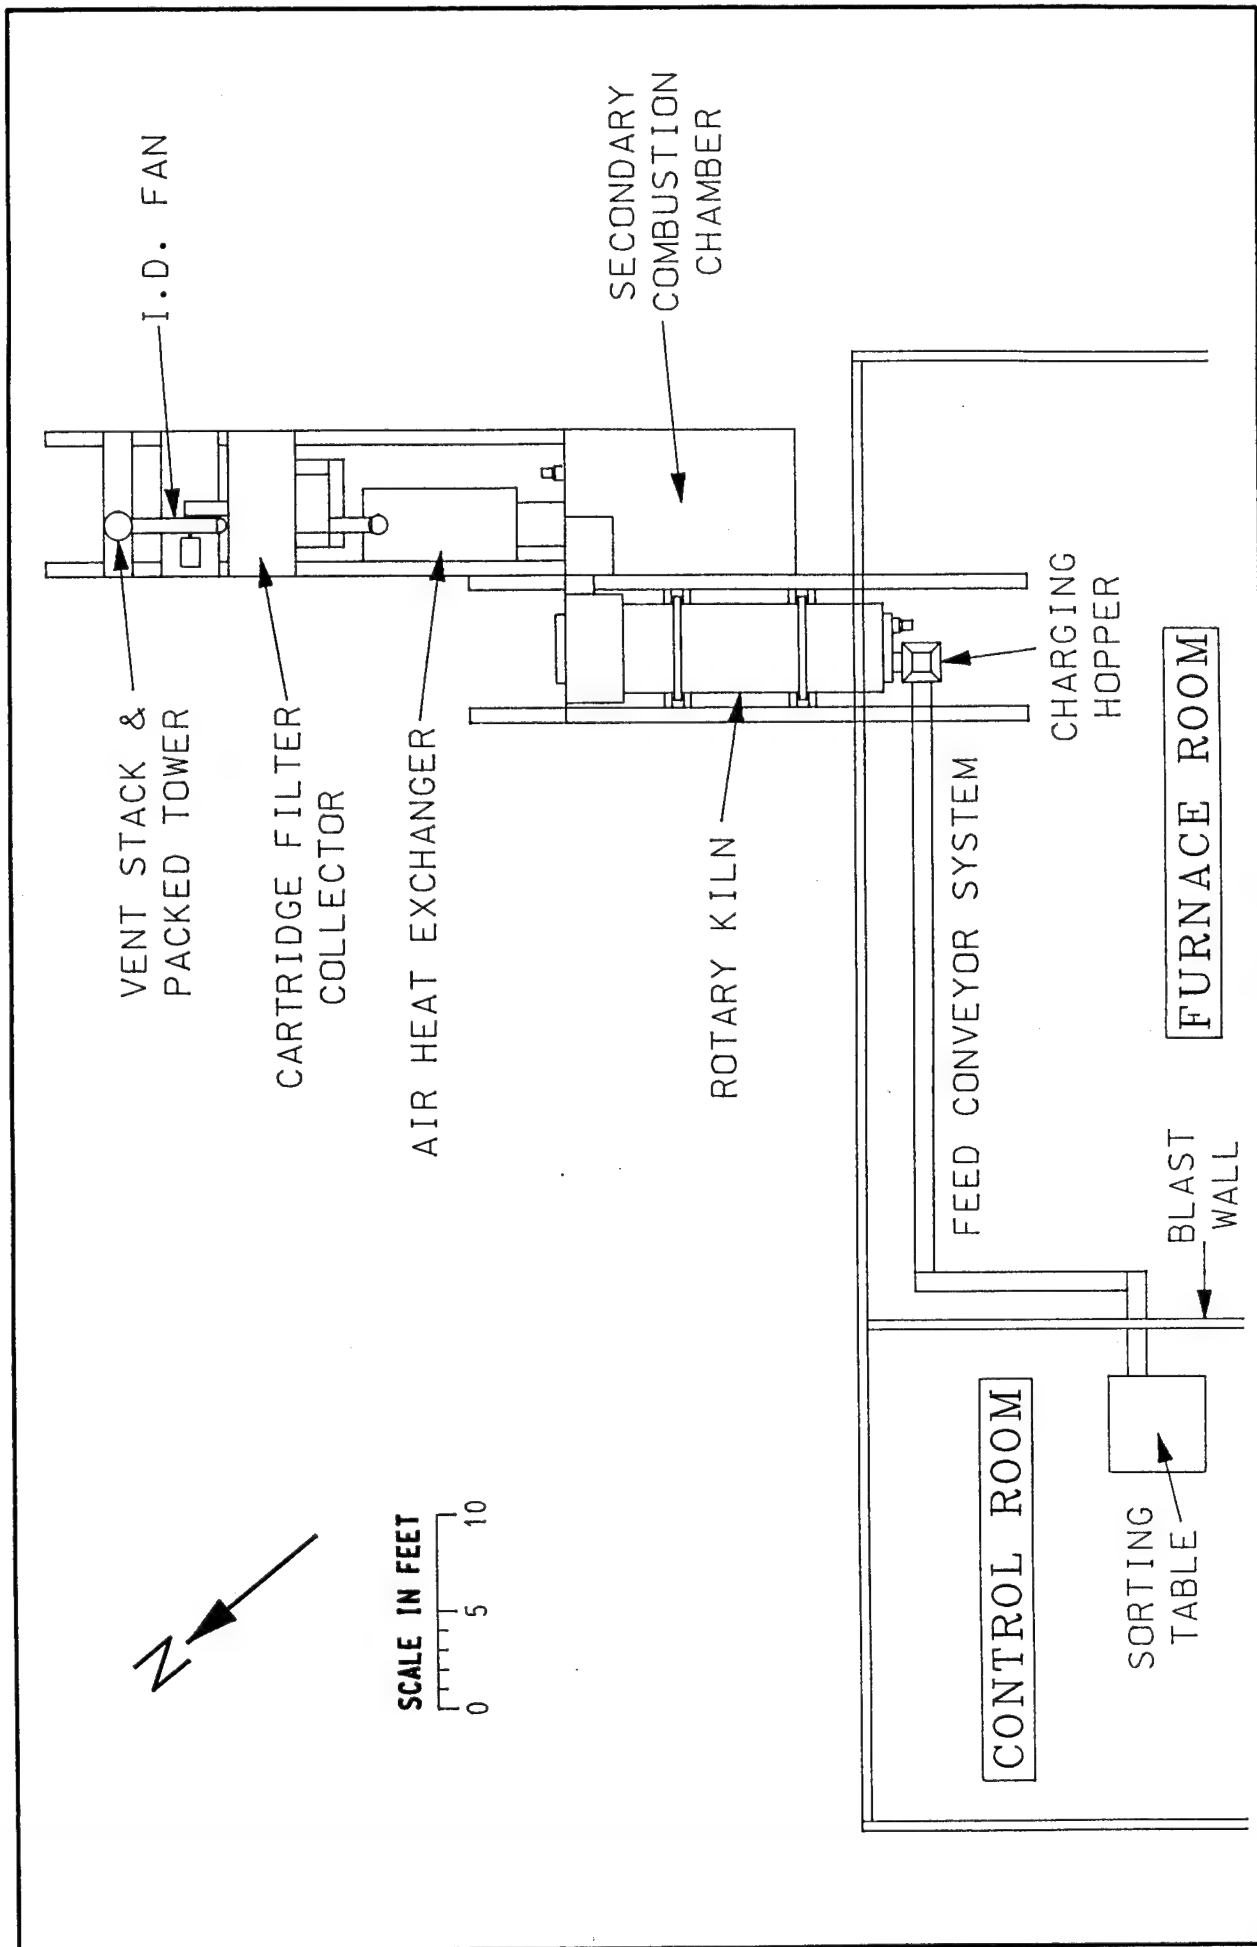 VENT STACK &
PACKED TOWER
I.D. FAN
CARTRIDGE FILTER
COLLECTOR
AIR HEAT EXCHANGER
SECONDARY
COMBUSTION
CHAMBER
ROTARY KILN
CHARGING
HOPPER
FEED CONVEYOR SYSTEM
FURNACE ROOM
BLAST
WALL
CONTROL ROOM
SORTING
TABLE
N
SCALE IN FEET
0 5 10